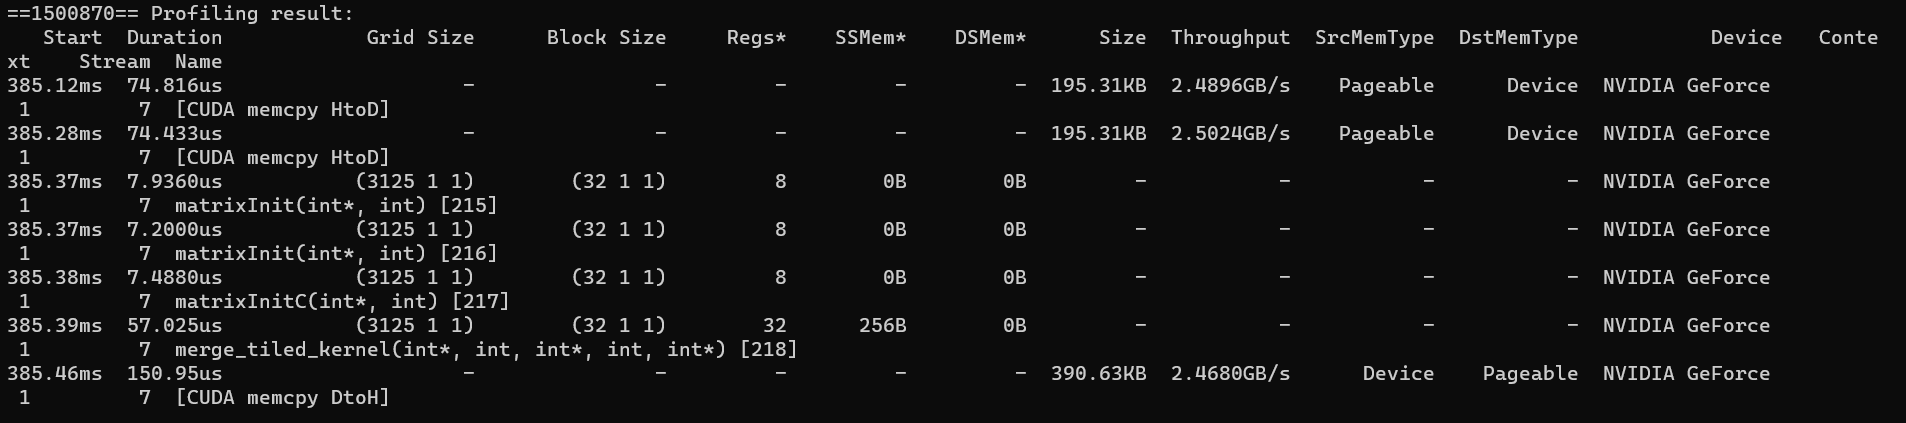 ==1500870== Profiling result:
   Start  Duration            Grid Size      Block Size     Regs*    SSMem*    DSMem*      Size  Throughput  SrcMemType  DstMemType           Device   Conte
xt    Stream  Name
385.12ms  74.816us                    -               -         -         -         -  195.31KB  2.4896GB/s    Pageable      Device  NVIDIA GeForce
 1         7  [CUDA memcpy HtoD]
385.28ms  74.433us                    -               -         -         -         -  195.31KB  2.5024GB/s    Pageable      Device  NVIDIA GeForce
 1         7  [CUDA memcpy HtoD]
385.37ms  7.9360us           (3125 1 1)        (32 1 1)         8        0B        0B         -           -           -           -  NVIDIA GeForce
 1         7  matrixInit(int*, int) [215]
385.37ms  7.2000us           (3125 1 1)        (32 1 1)         8        0B        0B         -           -           -           -  NVIDIA GeForce
 1         7  matrixInit(int*, int) [216]
385.38ms  7.4880us           (3125 1 1)        (32 1 1)         8        0B        0B         -           -           -           -  NVIDIA GeForce
 1         7  matrixInitC(int*, int) [217]
385.39ms  57.025us           (3125 1 1)        (32 1 1)        32      256B        0B         -           -           -           -  NVIDIA GeForce
 1         7  merge_tiled_kernel(int*, int, int*, int, int*) [218]
385.46ms  150.95us                    -               -         -         -         -  390.63KB  2.4680GB/s      Device    Pageable  NVIDIA GeForce
 1         7  [CUDA memcpy DtoH]